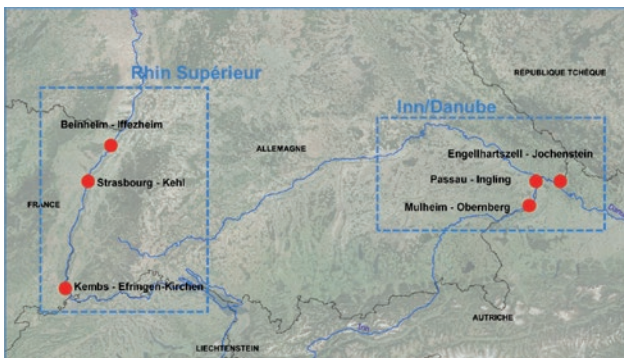 Rhin Supérieur
RÉPUBLIQUE TCHÈQUE
Inn/Danube
Beinheim - Iffezheim
ALLEMAGNE
Engellhartszell - Jochenstein
Strasbourg - Kehl
Passau - Ingling
FRANCE
Mulheim - Obernberg
Kembs - Efringen-Kirchen
AUTRICHE
LIECHTENSTEIN
Inn